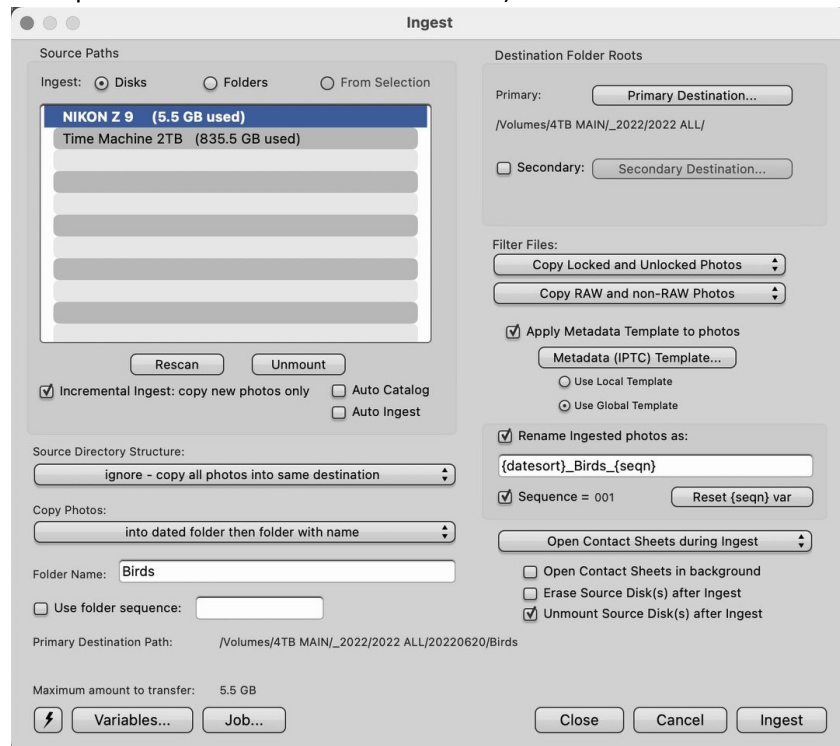 Ingest
Source Paths
Ingest: Disks Folders From Selection
NIKON Z 9 (5.5 GB used)
Time Machine 2TB (835.5 GB used)
Rescan Unmount
Incremental Ingest: copy new photos only Auto Catalog
Auto Ingest
Source Directory Structure:
ignore - copy all photos into same destination
Copy Photos:
into dated folder then folder with name
Folder Name: Birds
Use folder sequence:
Primary Destination Path: /Volumes/4TB MAIN/_2022/2022 ALL/20220620/Birds
Maximum amount to transfer: 5.5 GB
Variables... Job...
Destination Folder Roots
Primary: Primary Destination...
/Volumes/4TB MAIN/_2022/2022 ALL/
Secondary: Secondary Destination...
Filter Files:
Copy Locked and Unlocked Photos
Copy RAW and non-RAW Photos
Apply Metadata Template to photos
Metadata (IPTC) Template...
Use Local Template
Use Global Template
Rename Ingested photos as:
{datesort}_Birds_{seqn}
Sequence = 001 Reset {seqn} var
Open Contact Sheets during Ingest
Open Contact Sheets in background
Erase Source Disk(s) after Ingest
Unmount Source Disk(s) after Ingest
Close Cancel Ingest